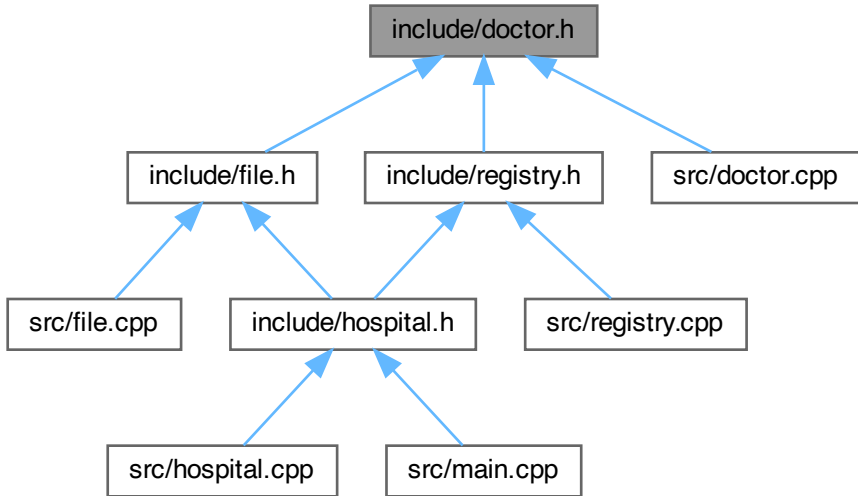 include/doctor.h
include/file.h
include/registry.h
src/doctor.cpp
src/file.cpp
include/hospital.h
src/registry.cpp
src/hospital.cpp
src/main.cpp